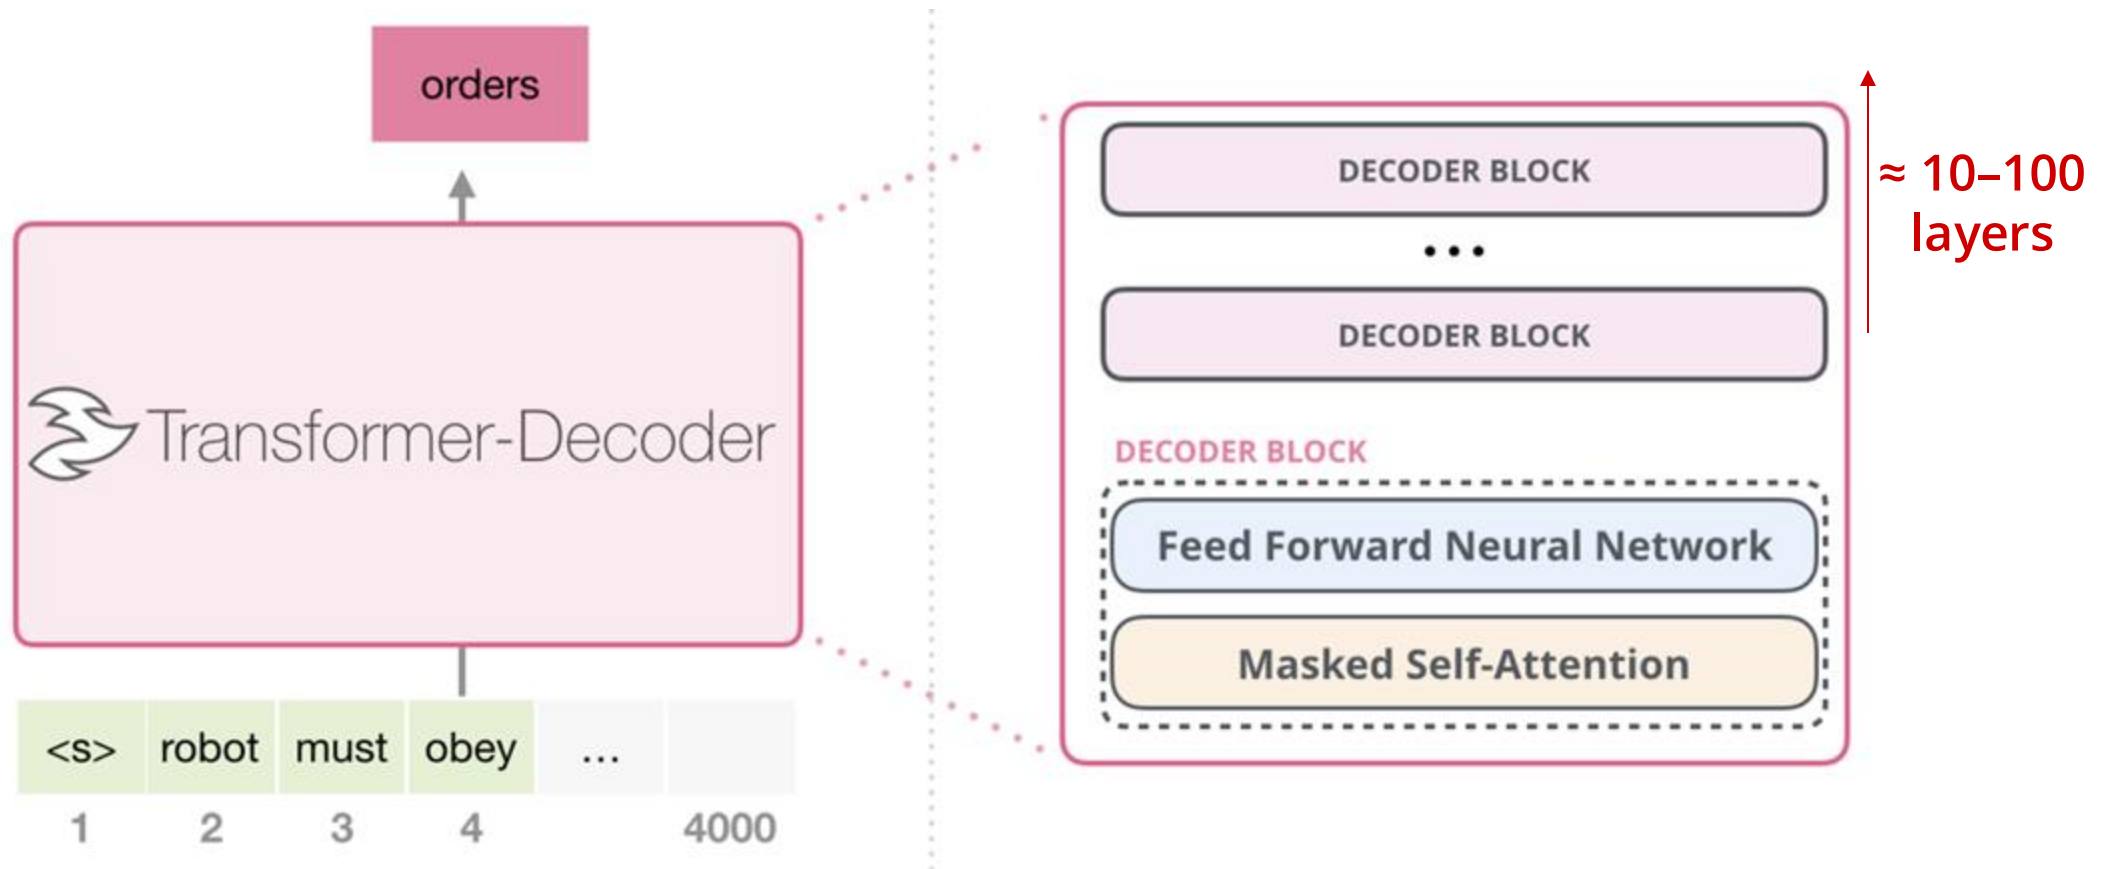 orders
Transformer-Decoder
<s> robot must obey ...
1 2 3 4 4000
DECODER BLOCK
...
DECODER BLOCK
DECODER BLOCK
Feed Forward Neural Network
Masked Self-Attention
≈ 10–100
layers